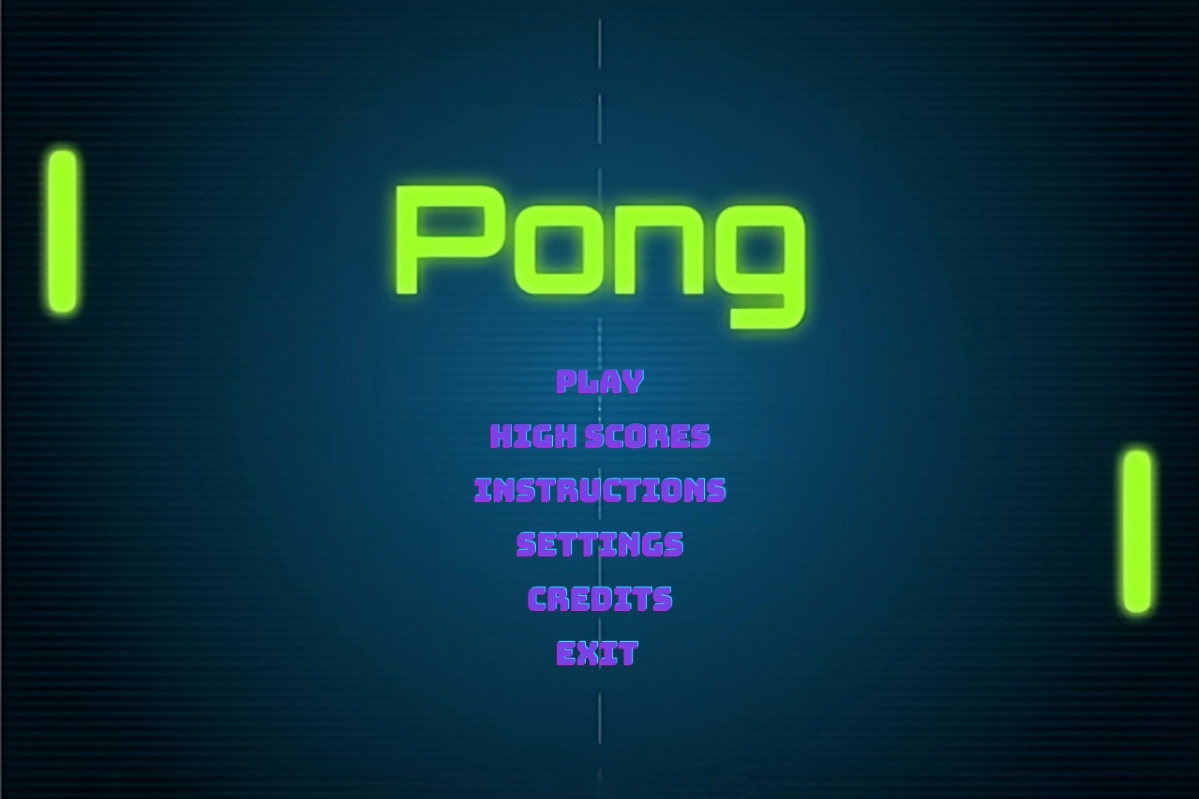 Pong
PLAY
HIGH SCORES
INSTRUCTIONS
SETTINGS
CREDITS
EXIT